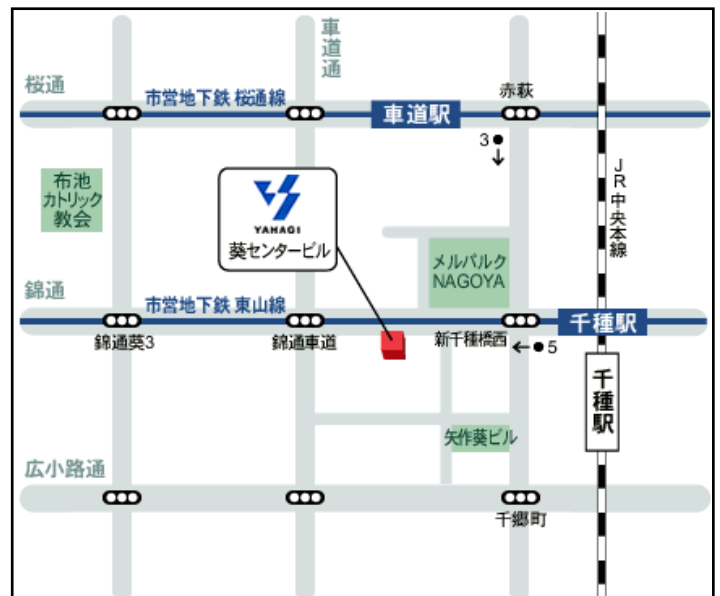 車道通
桜通
市営地下鉄 桜通線
車道駅
赤萩
3
布池
カトリック
教会
YAHAGI
葵センタービル
JR中央本線
メルパルク
NAGOYA
錦通
市営地下鉄 東山線
千種駅
錦通葵3
錦通車道
新千種橋西
5
千種駅
矢作葵ビル
広小路通
千郷町